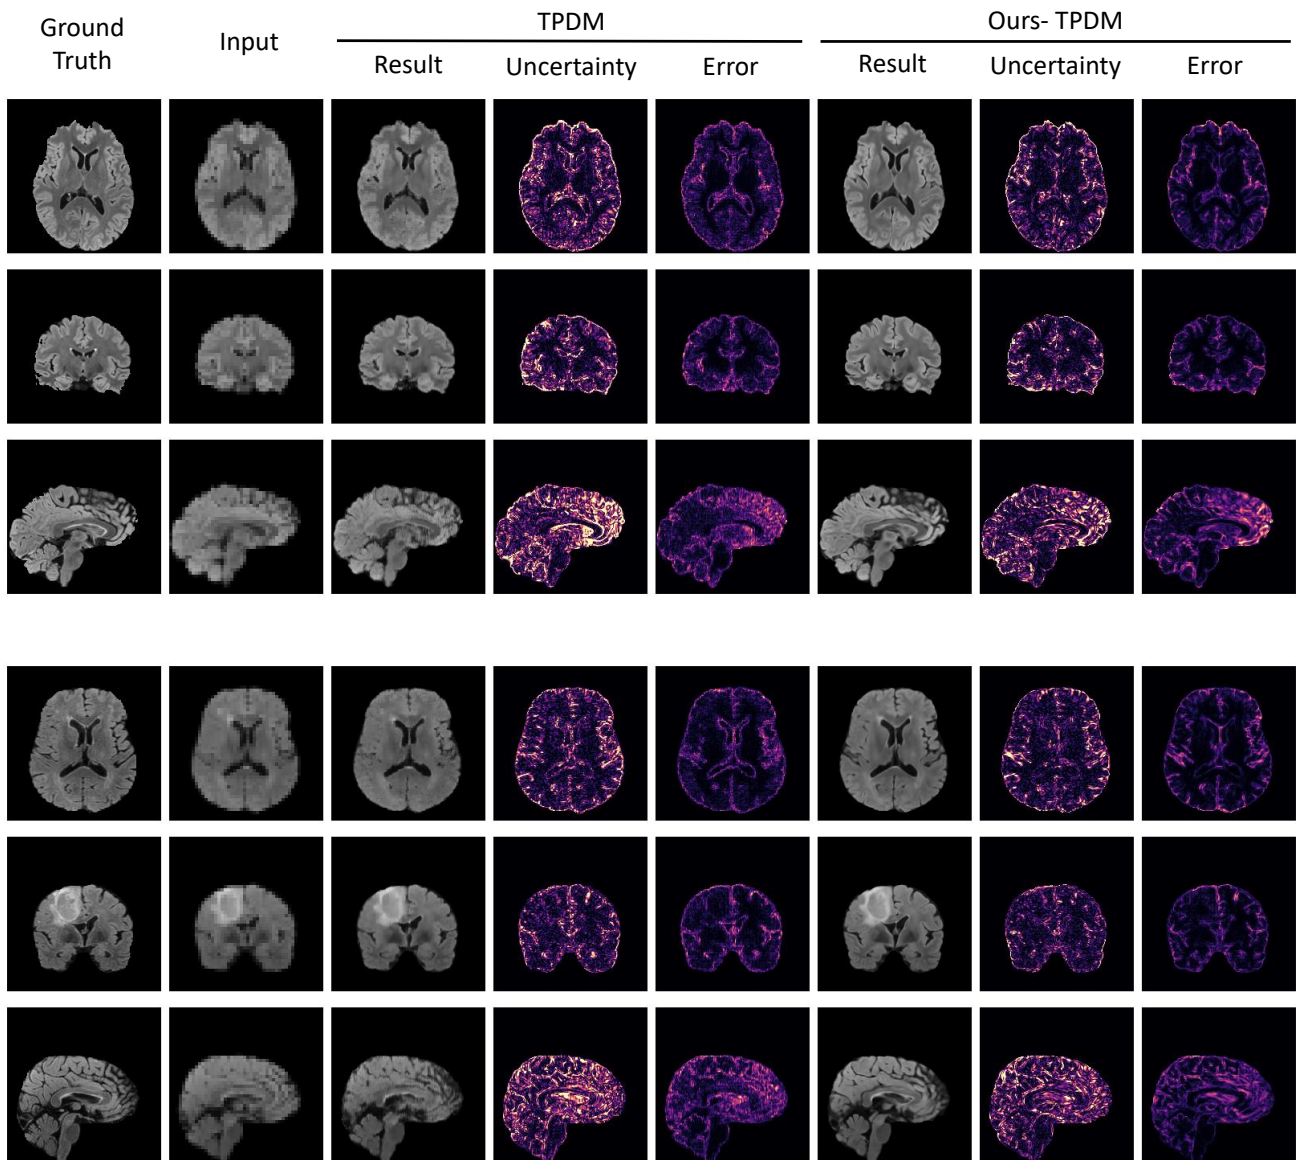 Ground
Truth
Input
TPDM
Result
Uncertainty
Error
Ours- TPDM
Result
Uncertainty
Error